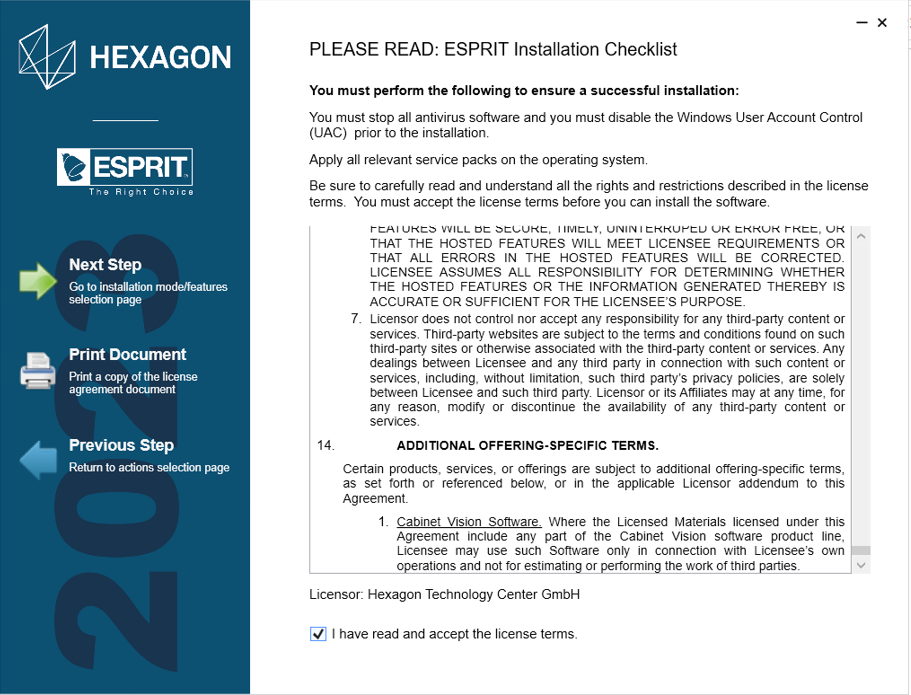 HEXAGON
ESPRIT
The Right Choice
2023
Next Step
Go to installation mode/features
selection page
Print Document
Print a copy of the license
agreement document
Previous Step
Return to actions selection page
PLEASE READ: ESPRIT Installation Checklist
You must perform the following to ensure a successful installation:
You must stop all antivirus software and you must disable the Windows User Account Control
(UAC)  prior to the installation.
Apply all relevant service packs on the operating system.
Be sure to carefully read and understand all the rights and restrictions described in the license
terms.  You must accept the license terms before you can install the software.
FEATURES WILL BE SECURE, TIMELY, UNINTERRUPED OR ERROR FREE, OR
THAT THE HOSTED FEATURES WILL MEET LICENSEE REQUIREMENTS OR
THAT ALL ERRORS IN THE HOSTED FEATURES WILL BE CORRECTED.
LICENSEE ASSUMES ALL RESPONSIBILITY FOR DETERMINING WHETHER
THE HOSTED FEATURES OR THE INFORMATION GENERATED THEREBY IS
ACCURATE OR SUFFICIENT FOR THE LICENSEE'S PURPOSE.
7. Licensor does not control nor accept any responsibility for any third-party content or
services. Third-party websites are subject to the terms and conditions found on such
third-party sites or otherwise associated with the third-party content or services. Any
dealings between Licensee and any third party in connection with such content or
services, including, without limitation, such third party's privacy policies, are solely
between Licensee and such third party. Licensor or its Affiliates may at any time, for
any reason, modify or discontinue the availability of any third-party content or
services.
14. ADDITIONAL OFFERING-SPECIFIC TERMS.
Certain products, services, or offerings are subject to additional offering-specific terms,
as set forth or referenced below, or in the applicable Licensor addendum to this
Agreement.
1. Cabinet Vision Software. Where the Licensed Materials licensed under this
Agreement include any part of the Cabinet Vision software product line,
Licensee may use such Software only in connection with Licensee's own
operations and not for estimating or performing the work of third parties.
Licensor: Hexagon Technology Center GmbH
I have read and accept the license terms.